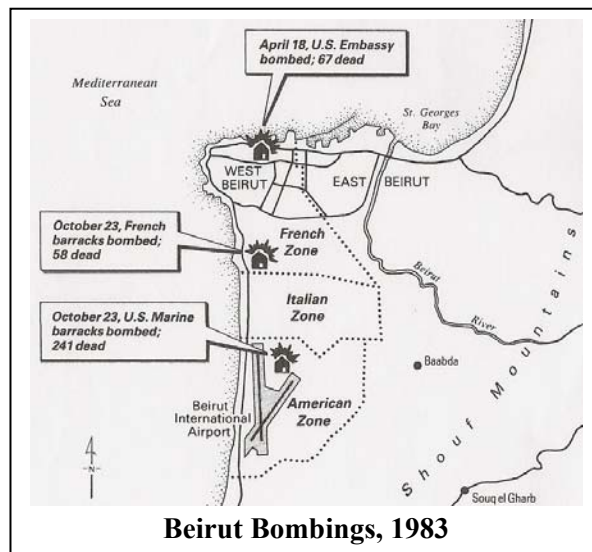 April 18, U.S. Embassy
bombed; 67 dead
Mediterranean
Sea
St. Georges
Bay
WEST
BEIRUT
EAST
BEIRUT
October 23, French
barracks bombed;
58 dead
French
Zone
October 23, U.S. Marine
barracks bombed;
241 dead
Italian
Zone
Beirut
River
Baabda
Beirut
International
Airport
American
Zone
Shouf Mountains
Souq el Gharb
N
Beirut Bombings, 1983